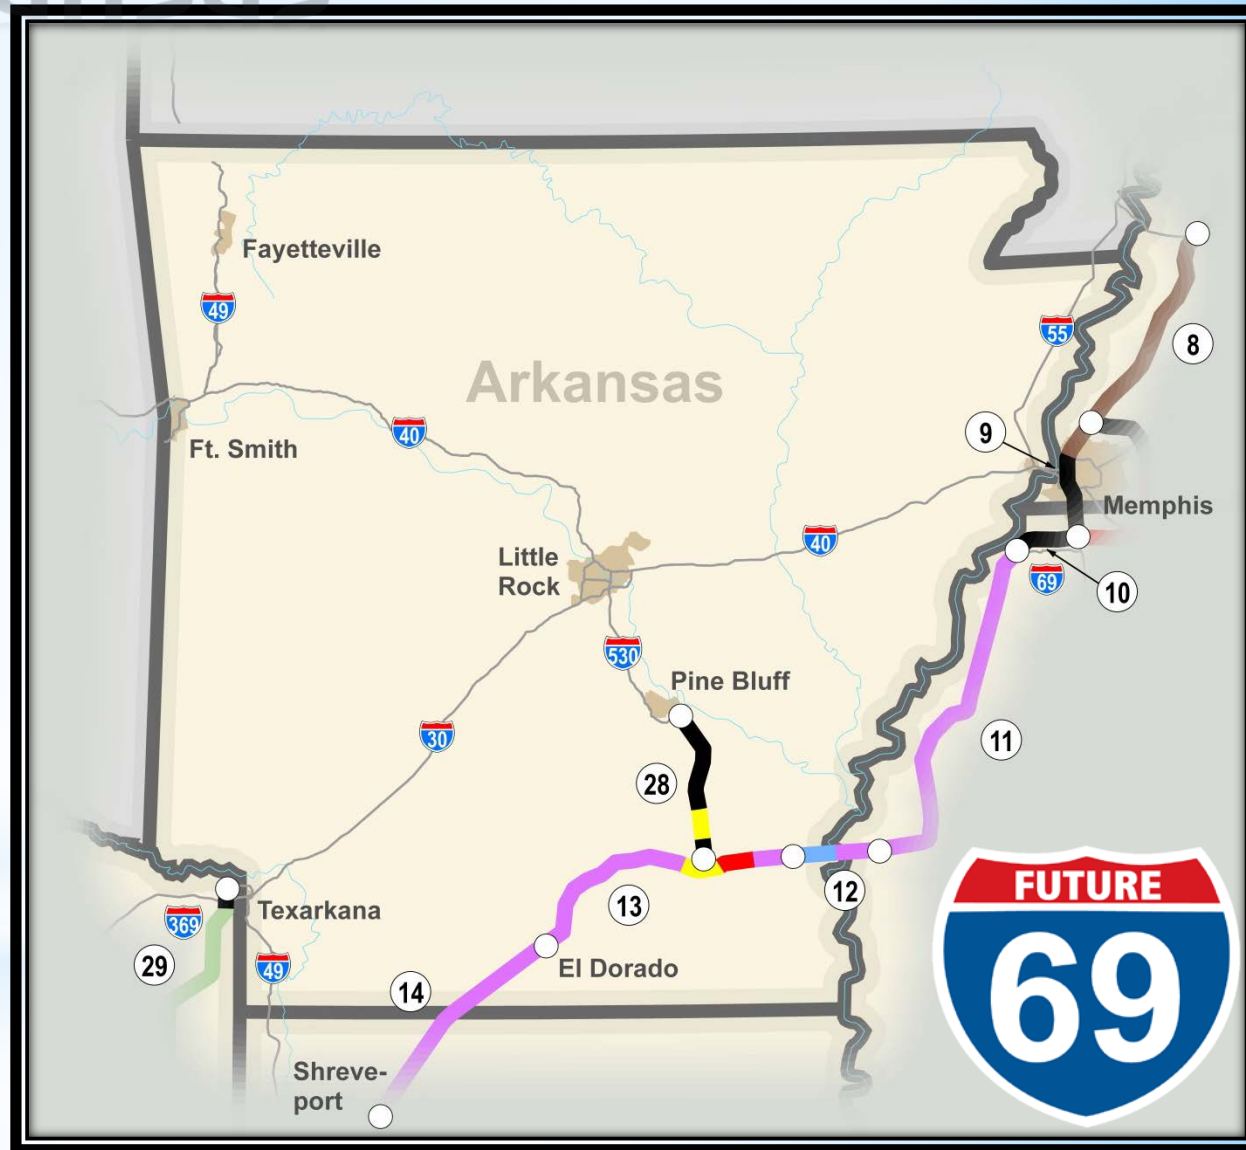 Fayetteville
49
55
8
Arkansas
40
9
Ft. Smith
Memphis
Little
Rock
40
69
10
530
Pine Bluff
30
11
28
12
13
369
Texarkana
29
49
14
El Dorado
Shreve-
port
FUTURE
69